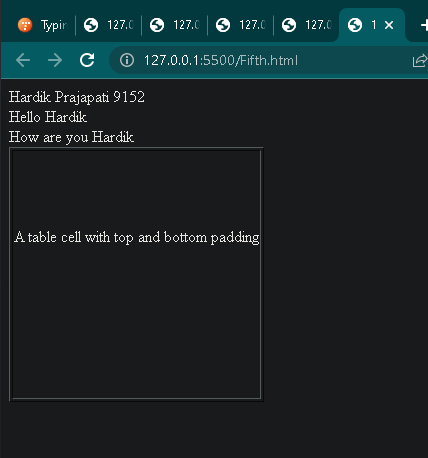 Typin 127.0 127.0 127.0 127.0 1
127.0.0.1:5500/Fifth.html
Hardik Prajapati 9152
Hello Hardik
How are you Hardik
A table cell with top and bottom padding